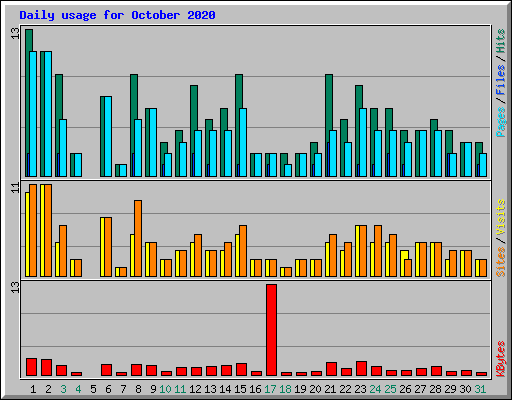 Daily usage for October 2020
13
Pages / Files / Hits
11
Sites / Visits
13
KBytes
1 2 3 4 5 6 7 8 9 10 11 12 13 14 15 16 17 18 19 20 21 22 23 24 25 26 27 28 29 30 31